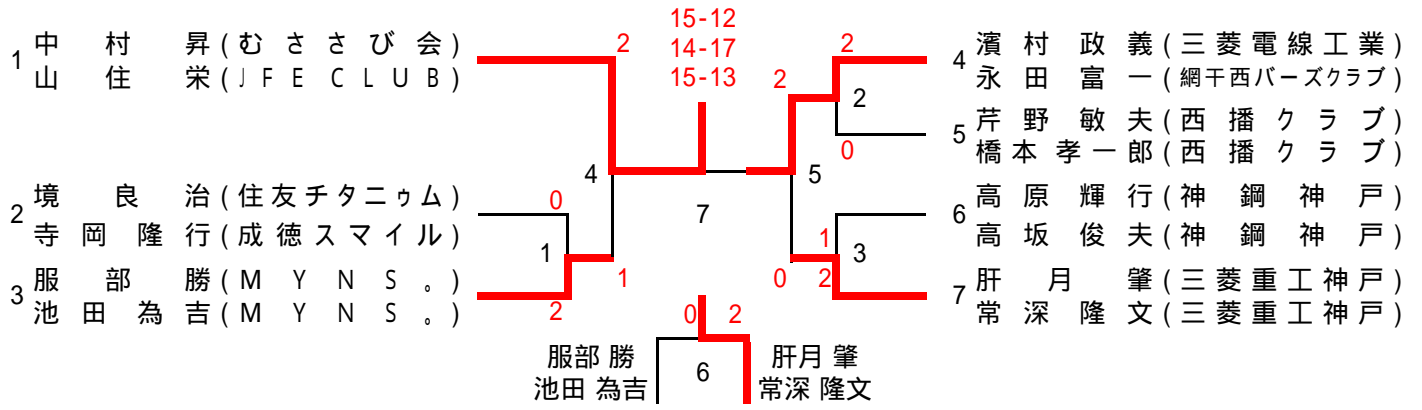 1 中村 昇(むささび会)
山住 栄(JFE CLUB)
2 境 良治(住友チタニゥム)
寺岡隆行(成徳スマイル)
3 服部 勝(MYNS。)
池田為吉(MYNS。)
2
15-12
14-17
15-13
4
7
0
1
2
1
2
2
2
0
5
1
3
0
2
4 濱村政義(三菱電線工業)
永田富一(網干西バーズクラブ)
5 芹野敏夫(西播クラブ)
橋本孝一郎(西播クラブ)
6 高原輝行(神鋼神戸)
高坂俊夫(神鋼神戸)
7 肝月 肇(三菱重工神戸)
常深隆文(三菱重工神戸)
0 2
服部 勝
池田 為吉
6
肝月 肇
常深 隆文